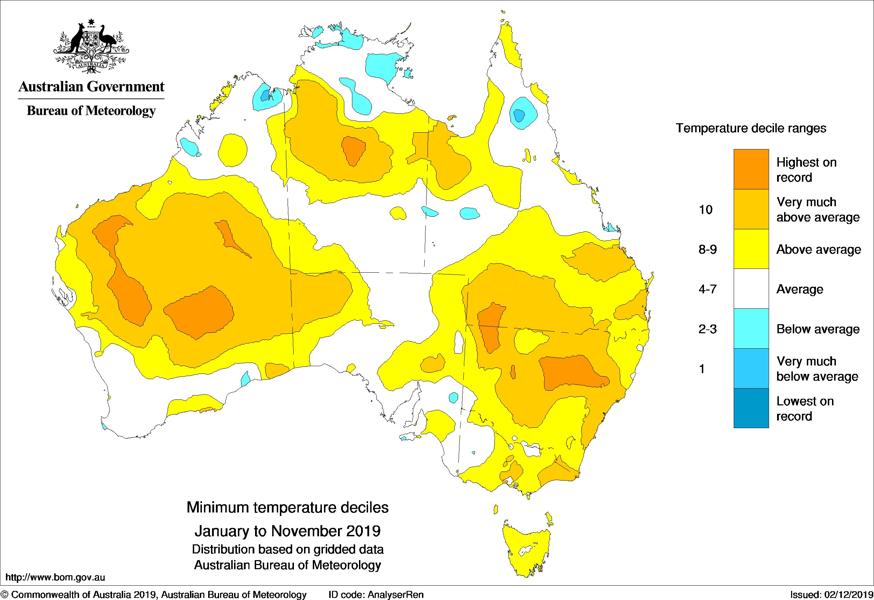 Australian Government
Bureau of Meteorology
Temperature decile ranges
Highest on
record
10
Very much
above average
8-9
Above average
4-7
Average
2-3
Below average
1
Very much
below average
Lowest on
record
Minimum temperature deciles
January to November 2019
Distribution based on gridded data
Australian Bureau of Meteorology
http://www.bom.gov.au
© Commonwealth of Australia 2019, Australian Bureau of Meteorology
ID code: AnalyserRen
Issued: 02/12/2019